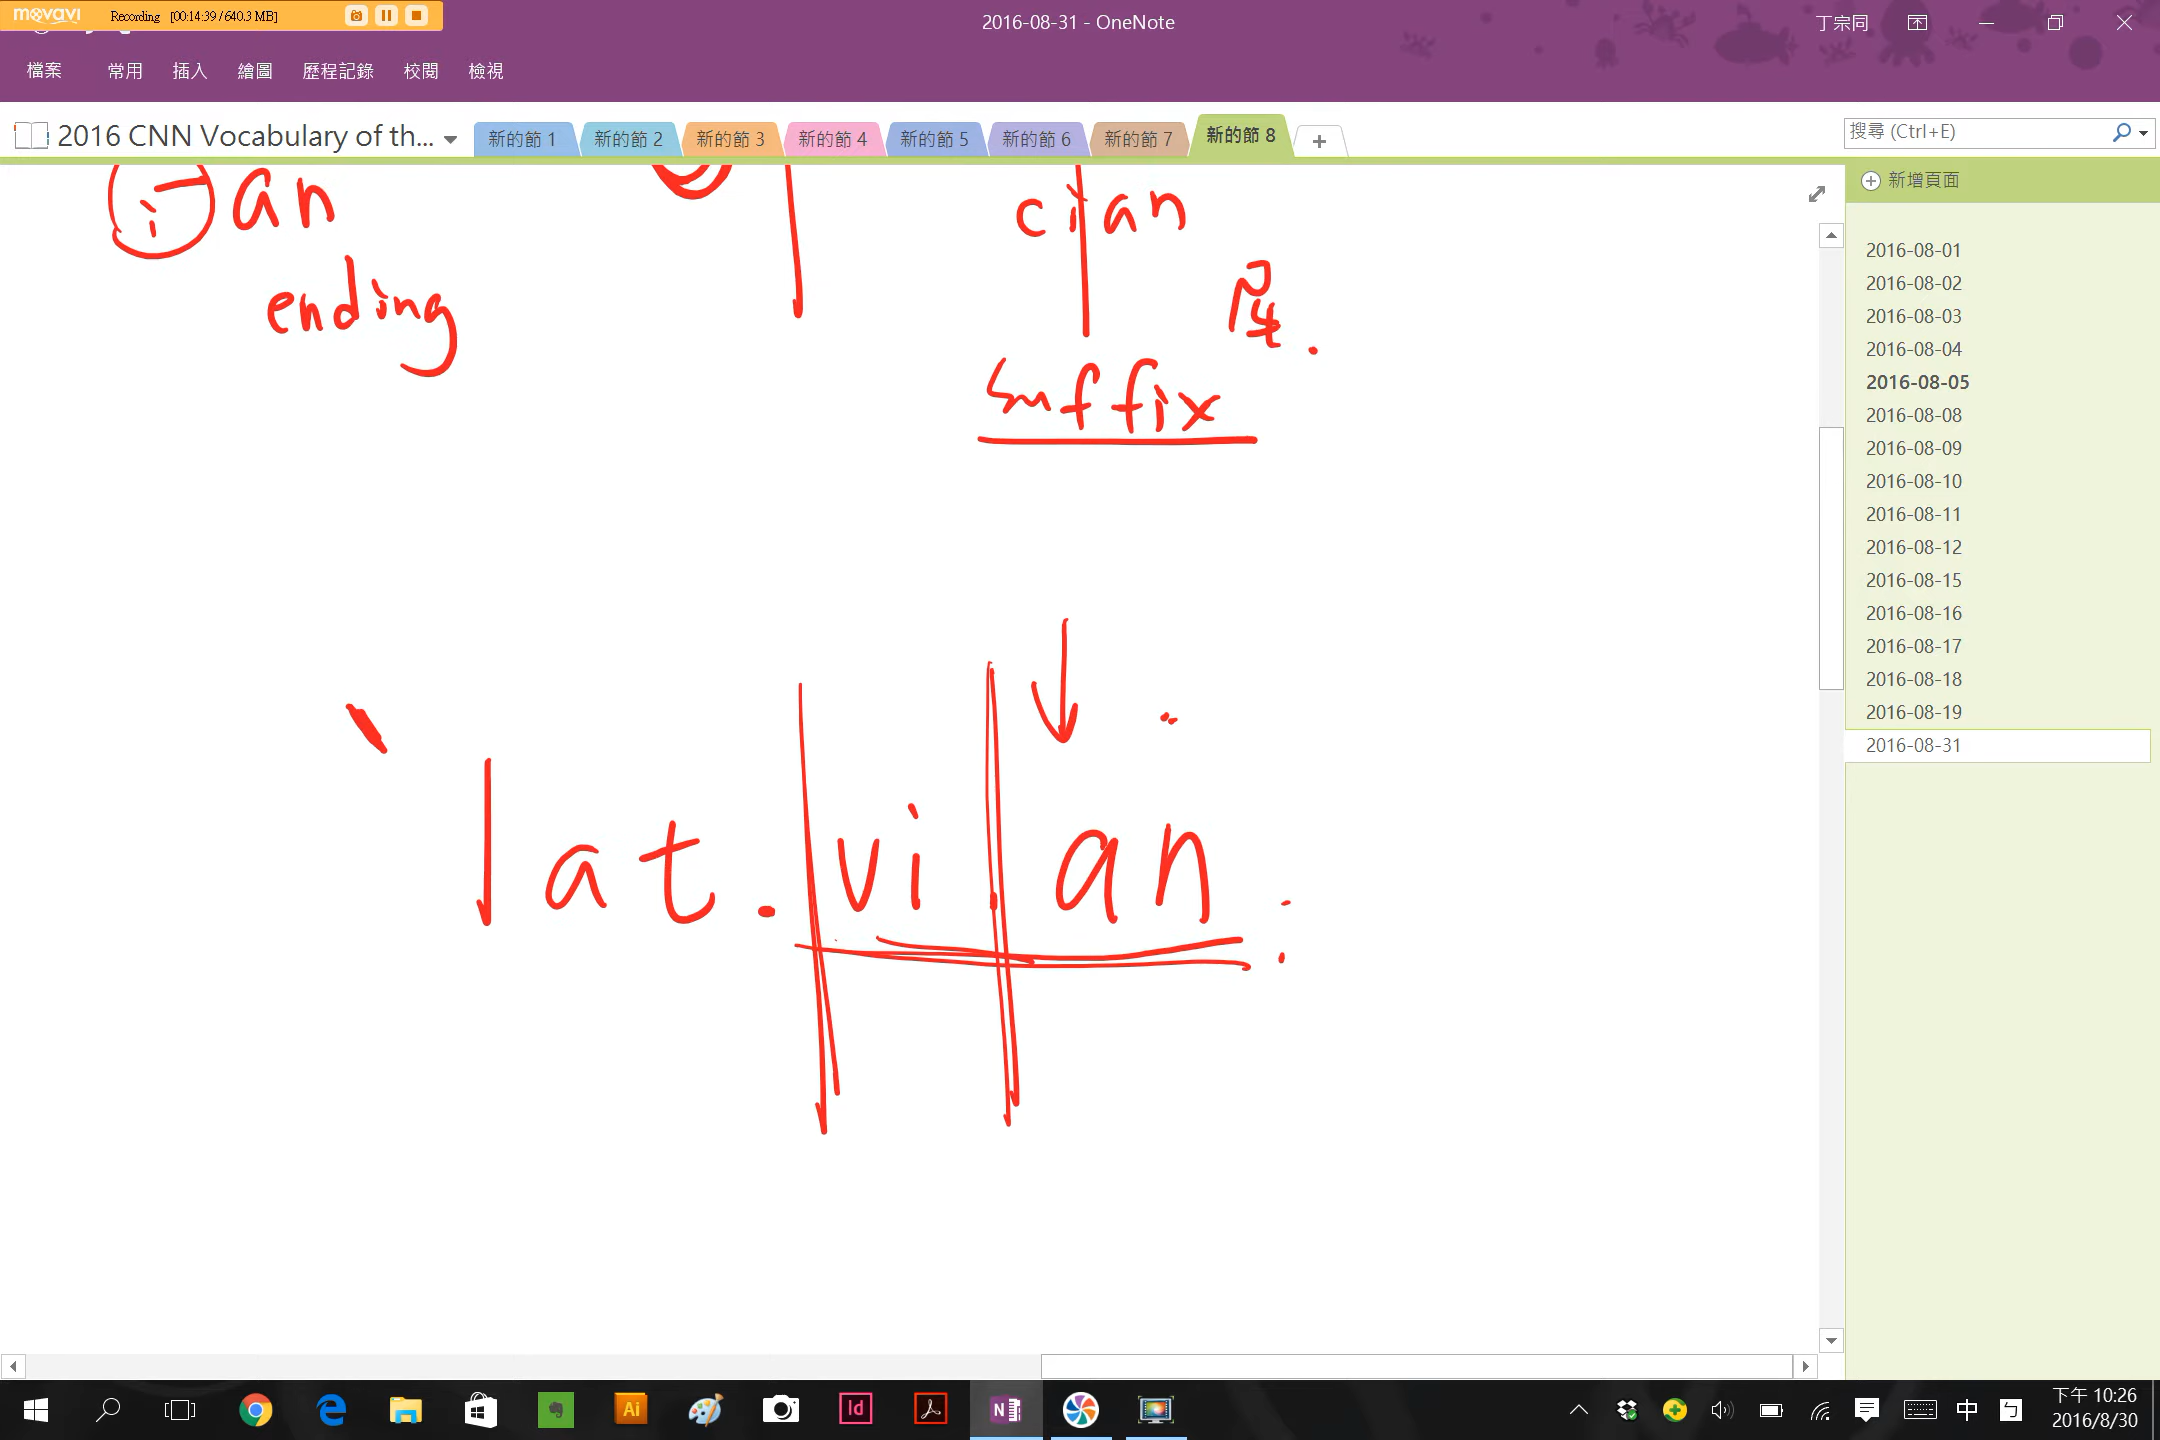 movavi Recording [00:14:39 / 640.3 MB]
2016-08-31 - OneNote
丁宗同
檔案 常用 插入 繪圖 歷程記錄 校閱 檢視
2016 CNN Vocabulary of th... 新的節 1 新的節 2 新的節 3 新的節 4 新的節 5 新的節 6 新的節 7 新的節 8 +
搜尋 (Ctrl+E)
新增頁面
2016-08-01
2016-08-02
2016-08-03
2016-08-04
2016-08-05
2016-08-08
2016-08-09
2016-08-10
2016-08-11
2016-08-12
2016-08-15
2016-08-16
2016-08-17
2016-08-18
2016-08-19
2016-08-31
i an
ending
cian
suffix
lat.vi.an
Ai
Id
N
中
ㄅ
下午 10:26
2016/8/30